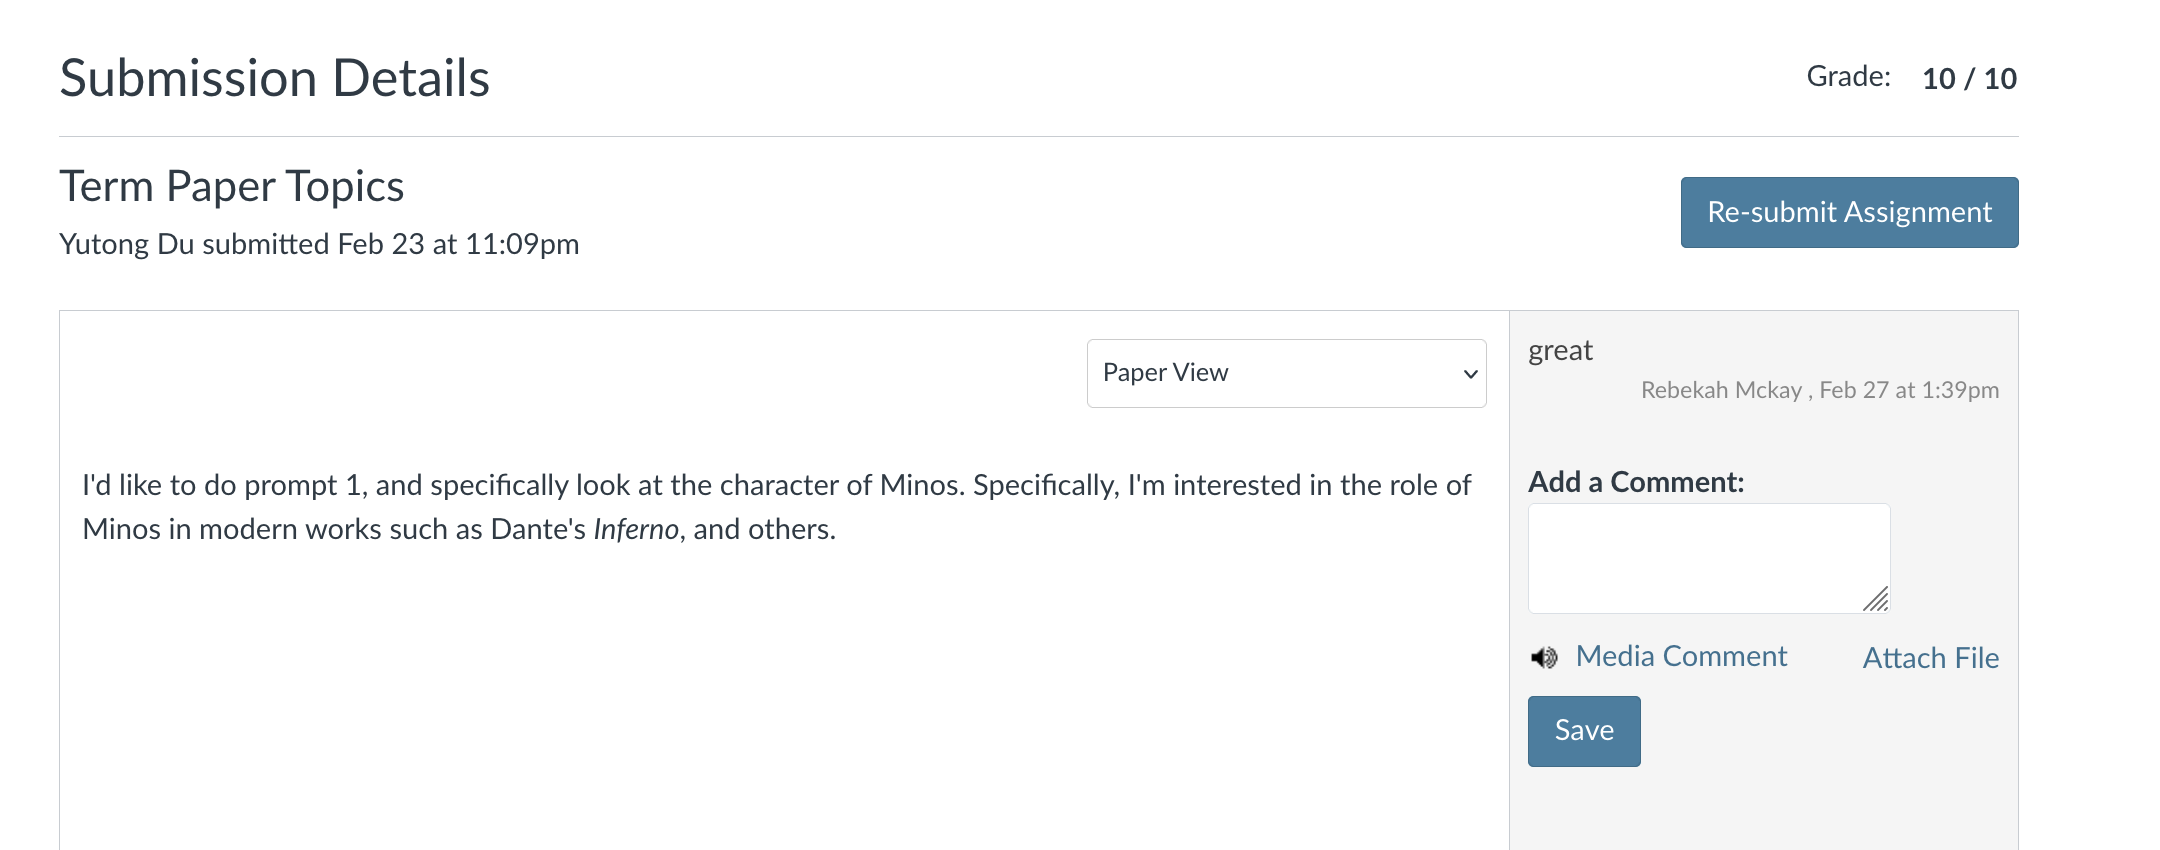 Submission Details
Grade: 10 / 10
Term Paper Topics
Yutong Du submitted Feb 23 at 11:09pm
Re-submit Assignment
Paper View
I'd like to do prompt 1, and specifically look at the character of Minos. Specifically, I'm interested in the role of
Minos in modern works such as Dante's Inferno, and others.
great
Rebekah Mckay , Feb 27 at 1:39pm
Add a Comment:
Media Comment
Attach File
Save